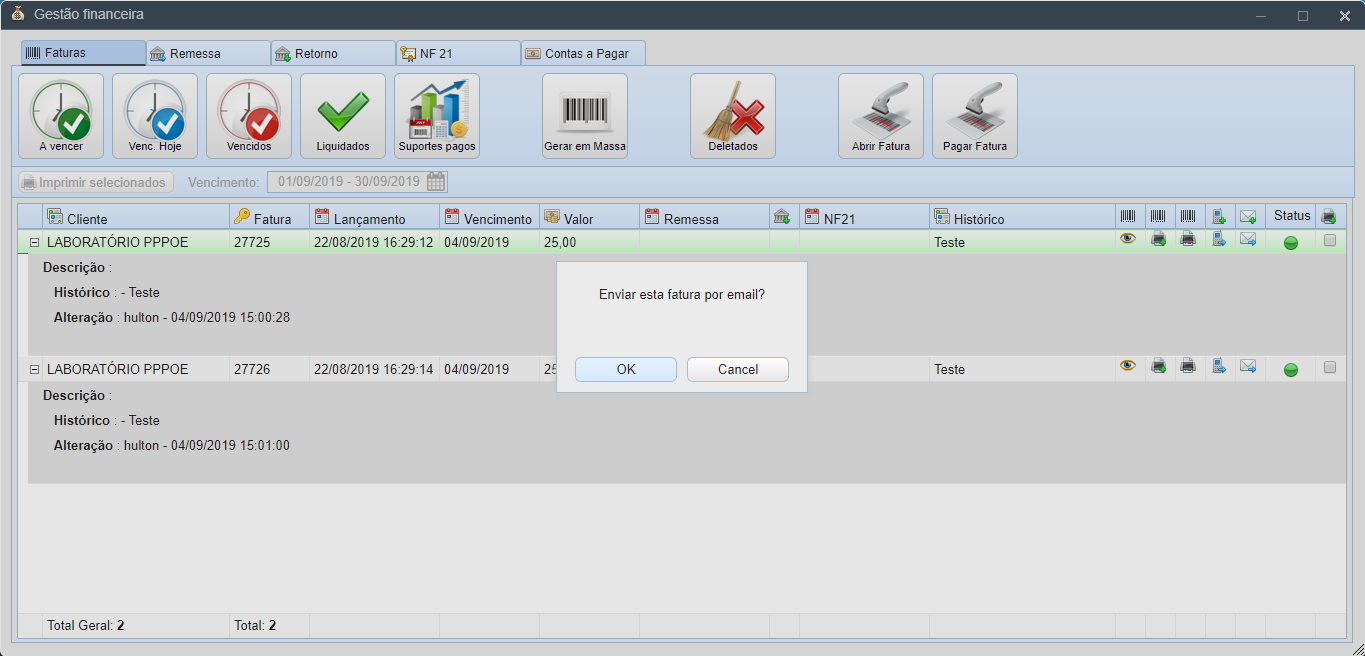 Gestão financeira
Faturas Remessa Retorno NF 21 Contas a Pagar
A vencer Venc. Hoje Vencidos Liquidados Suportes pagos Gerar em Massa Deletados Abrir Fatura Pagar Fatura
Imprimir selecionados Vencimento: 01/09/2019 - 30/09/2019
Cliente Fatura Lançamento Vencimento Valor Remessa NF21 Histórico Status
LABORATÓRIO PPPOE 27725 22/08/2019 16:29:12 04/09/2019 25,00 Teste
Descrição :
Histórico : - Teste
Alteração : hulton - 04/09/2019 15:00:28
Enviar esta fatura por email?
OK Cancel
LABORATÓRIO PPPOE 27726 22/08/2019 16:29:14 04/09/2019 Teste
Descrição :
Histórico : - Teste
Alteração : hulton - 04/09/2019 15:01:00
Total Geral: 2 Total: 2